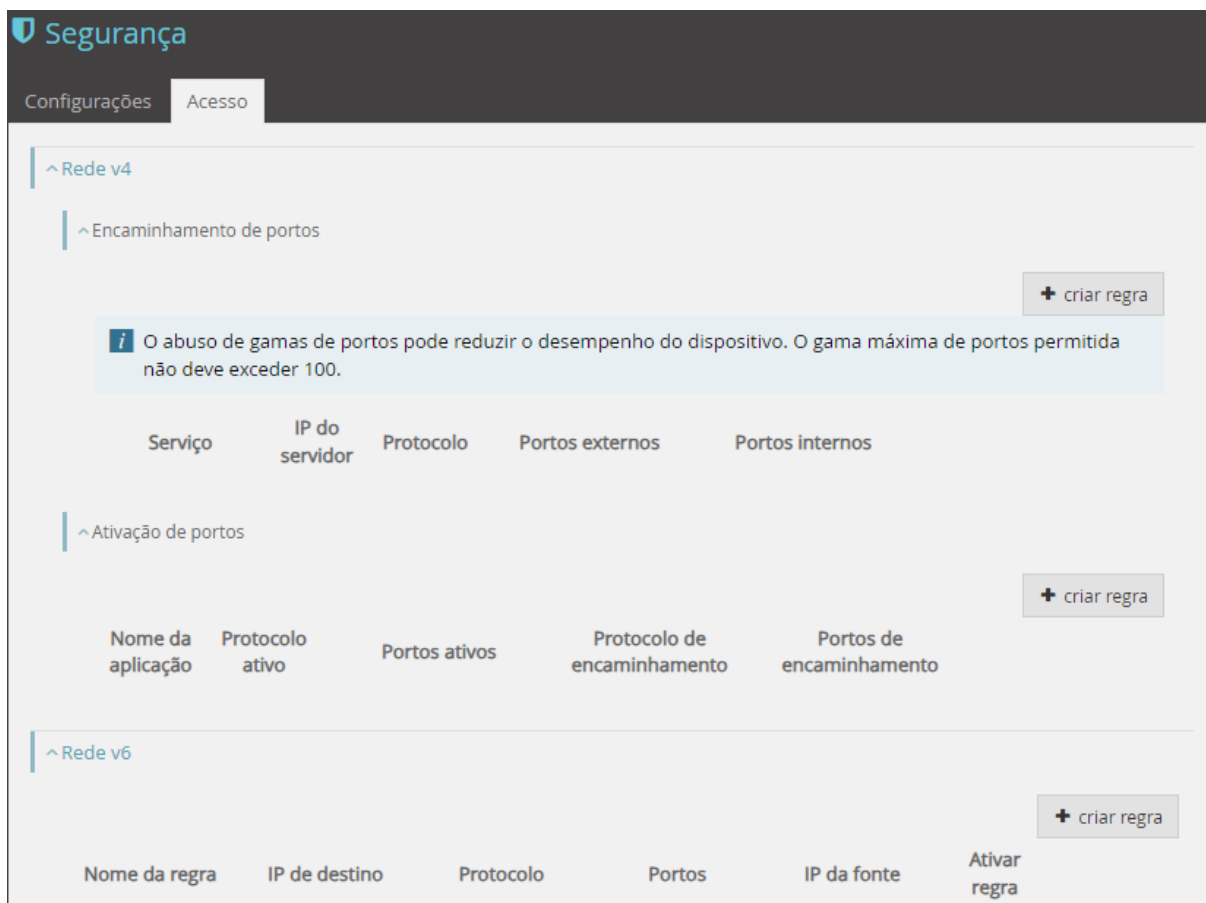 Segurança
Configurações Acesso
Rede v4
Encaminhamento de portos
criar regra
i O abuso de gamas de portos pode reduzir o desempenho do dispositivo. O gama máxima de portos permitida
não deve exceder 100.
Serviço IP do servidor Protocolo Portos externos Portos internos
Ativação de portos
criar regra
Nome da aplicação Protocolo ativo Portos ativos Protocolo de encaminhamento Portos de encaminhamento
Rede v6
criar regra
Nome da regra IP de destino Protocolo Portos IP da fonte Ativar regra